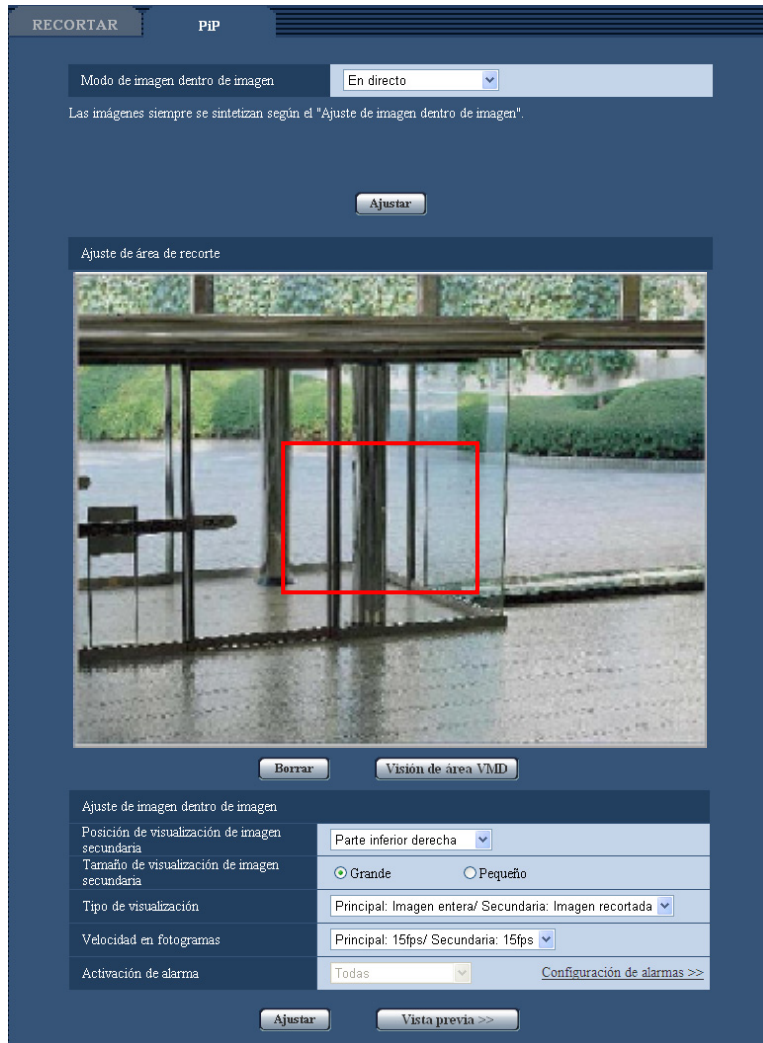 RECORTAR PiP
Modo de imagen dentro de imagen En directo
Las imágenes siempre se sintetizan según el "Ajuste de imagen dentro de imagen".
Ajustar
Ajuste de área de recorte
Borrar Visión de área VMD
Ajuste de imagen dentro de imagen
Posición de visualización de imagen
secundaria
Parte inferior derecha
Tamaño de visualización de imagen
secundaria
Grande Pequeño
Tipo de visualización Principal: Imagen entera/ Secundaria: Imagen recortada
Velocidad en fotogramas Principal: 15fps/ Secundaria: 15fps
Activación de alarma Todas Configuración de alarmas >>
Ajustar Vista previa >>